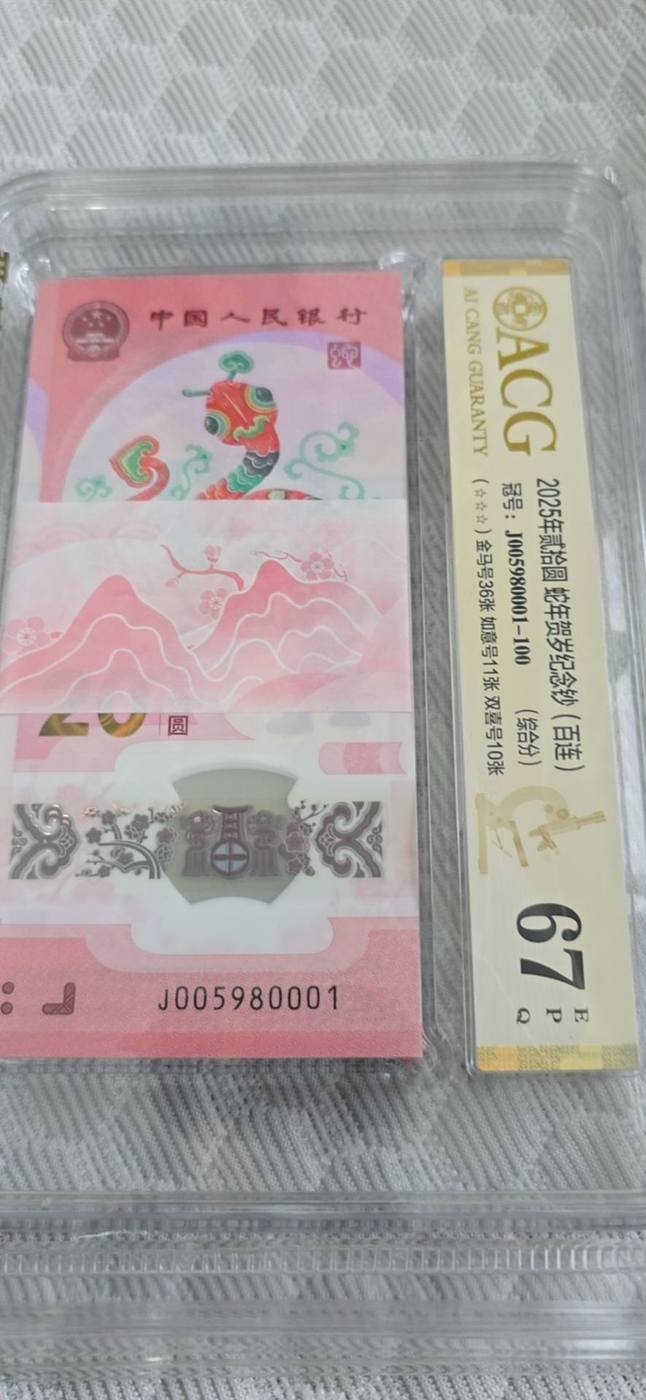 中国人民银行
20
圆
J005980001
ACG
AI CANG GUARANTY
2025年贰拾圆 蛇年贺岁纪念钞（百连）
冠号：J005980001-100 （综合分）
（☆☆☆）金马号36张 如意号11张 双喜号10张
67
E
P
Q